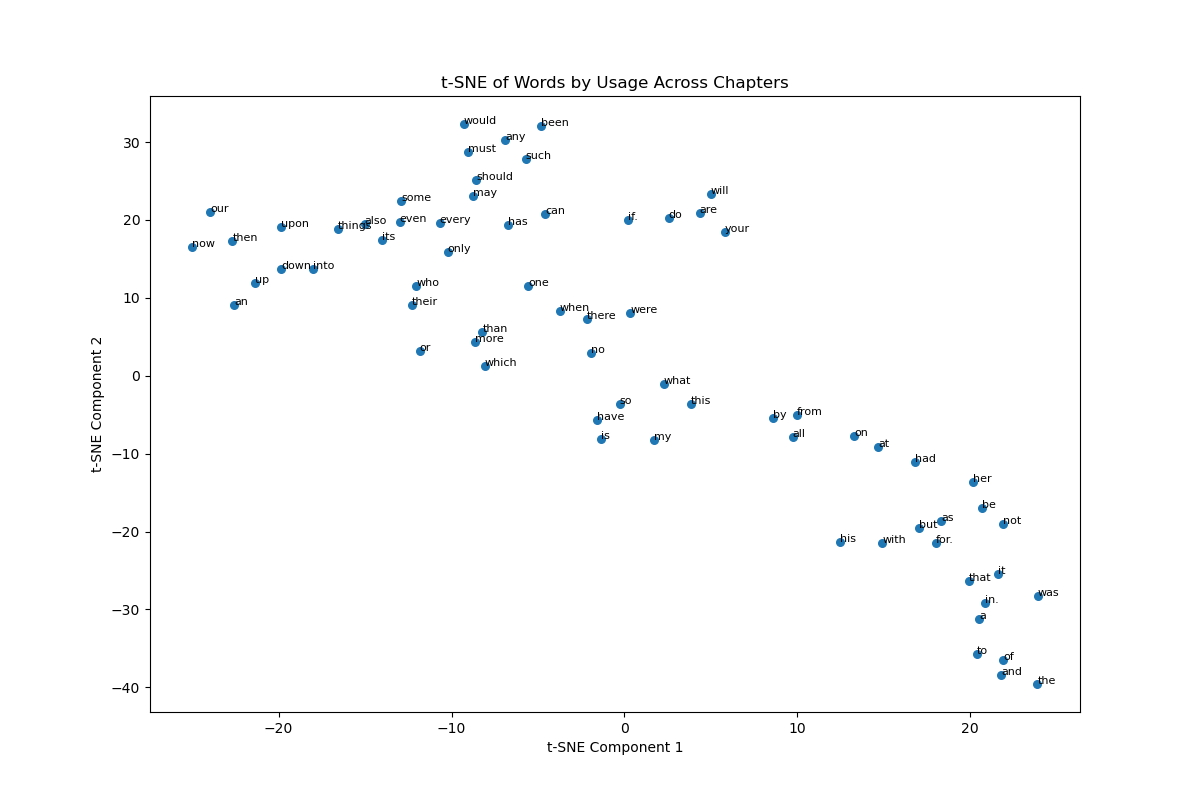 t-SNE of Words by Usage Across Chapters
would
been
any
must
such
should
may
will
some
our
can
are
do
if.
also
even
every
things
has
upon
your
its
then
now
only
down
into
up
who
one
an
their
when
were
there
than
more
or
no
which
what
so
this
have
by
from
is
my
all
on
at
had
her
be
as
not
but
his
with
for.
that
it
was
in.
a
to
of
and
the
30
20
10
0
−10
−20
−30
−40
−20
−10
0
10
20
t-SNE Component 1
t-SNE Component 2